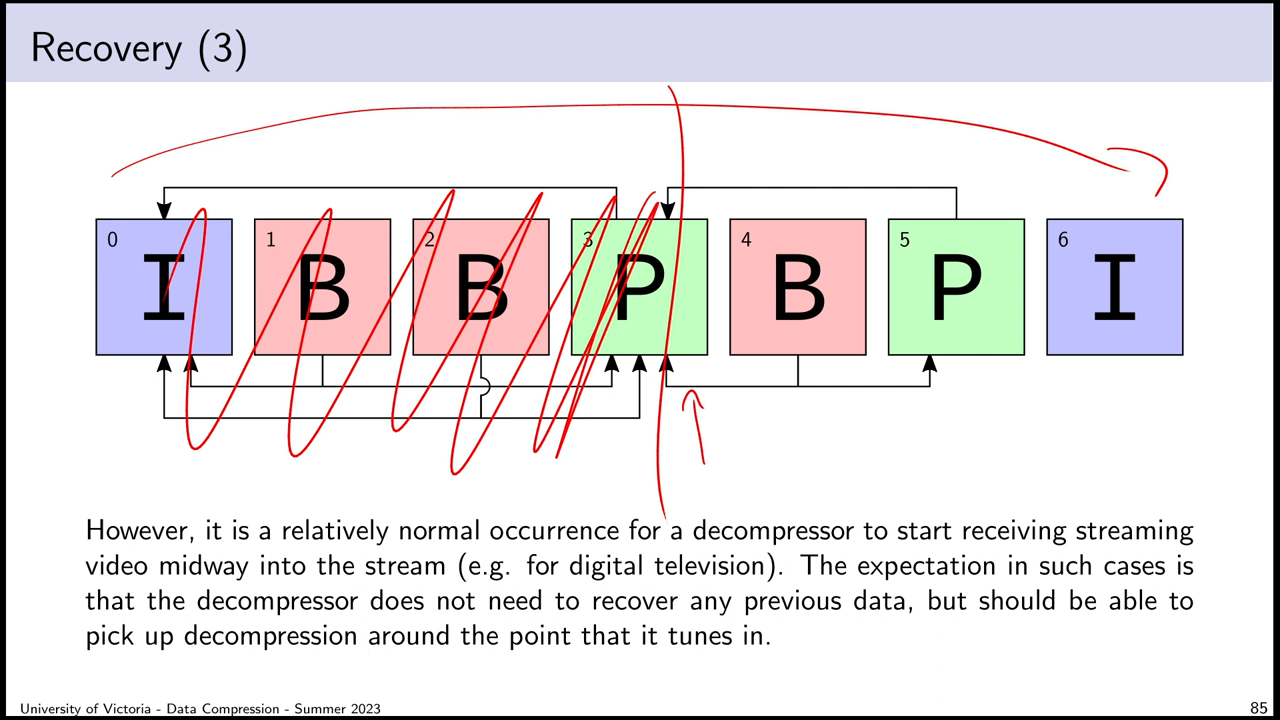 Recovery (3)
0 1 2 3 4 5 6
I B B P B P I
However, it is a relatively normal occurrence for a decompressor to start receiving streaming
video midway into the stream (e.g. for digital television). The expectation in such cases is
that the decompressor does not need to recover any previous data, but should be able to
pick up decompression around the point that it tunes in.
University of Victoria - Data Compression - Summer 2023
85